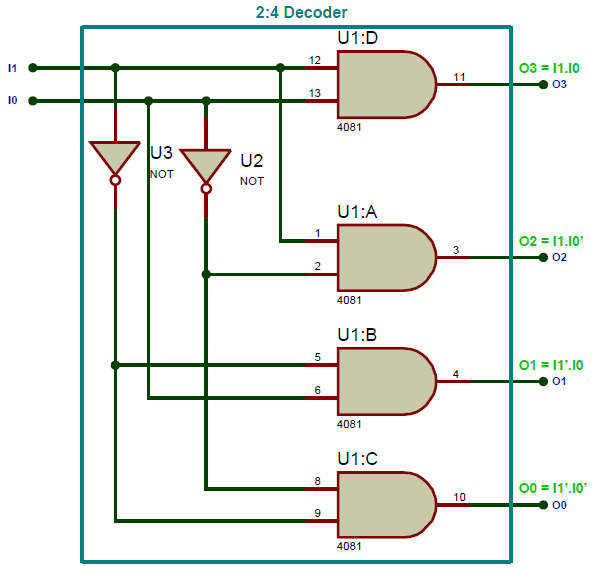 2:4 Decoder
U1:D
I1
12
11
O3 = I1.I0
O3
I0
13
4081
U3
NOT
U2
NOT
U1:A
1
2
3
O2 = I1.I0’
O2
4081
U1:B
5
6
4
O1 = I1’.I0
O1
4081
U1:C
8
9
10
O0 = I1’.I0’
O0
4081